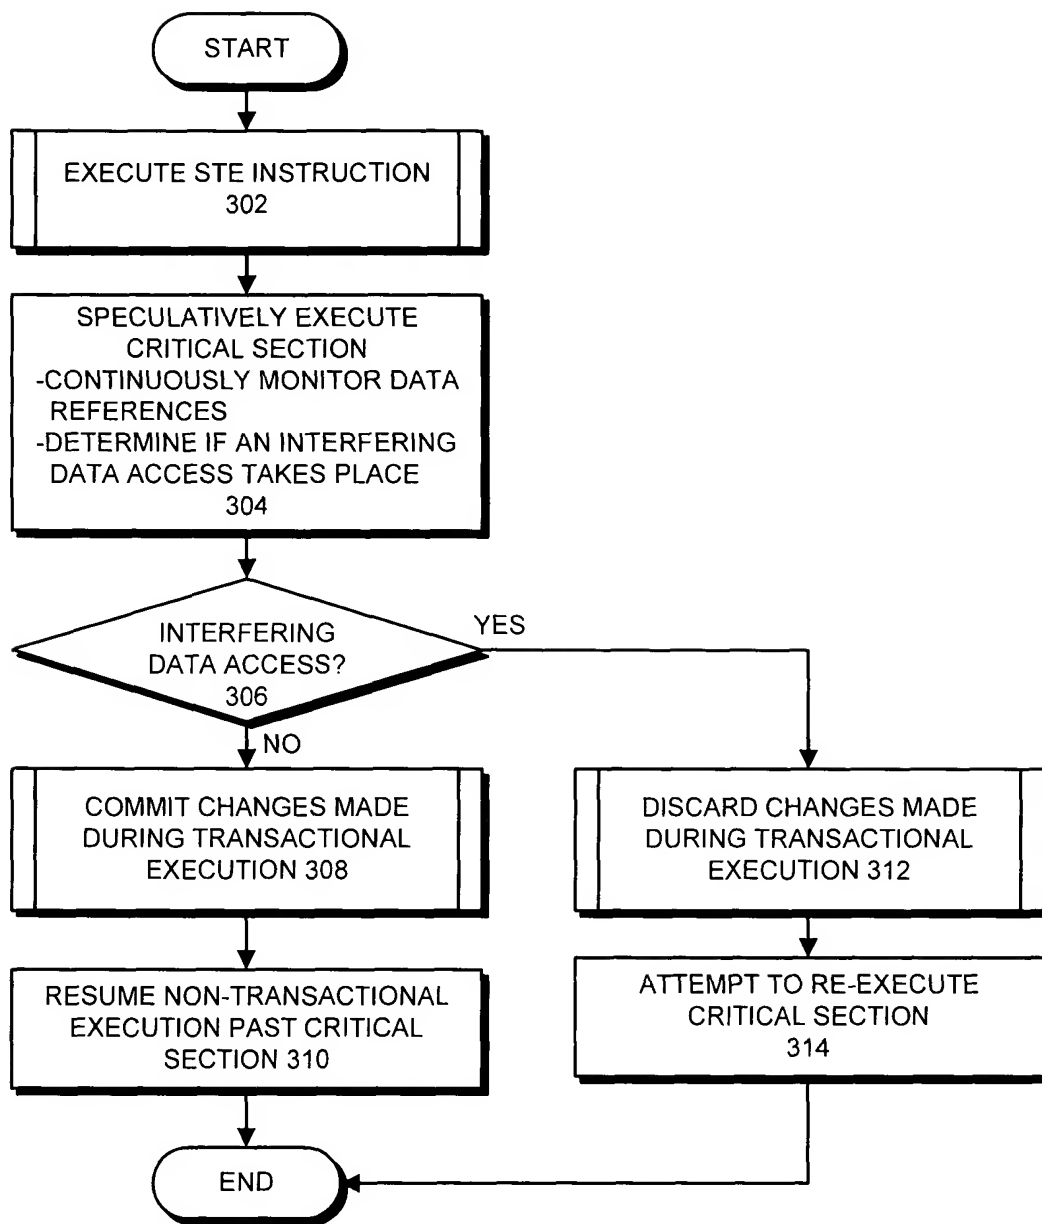 START
EXECUTE STE INSTRUCTION
302
SPECULATIVELY EXECUTE
CRITICAL SECTION
-CONTINUOUSLY MONITOR DATA
REFERENCES
-DETERMINE IF AN INTERFERING
DATA ACCESS TAKES PLACE
304
INTERFERING
DATA ACCESS?
306
YES
NO
COMMIT CHANGES MADE
DURING TRANSACTIONAL
EXECUTION 308
DISCARD CHANGES MADE
DURING TRANSACTIONAL
EXECUTION 312
RESUME NON-TRANSACTIONAL
EXECUTION PAST CRITICAL
SECTION 310
ATTEMPT TO RE-EXECUTE
CRITICAL SECTION
314
END